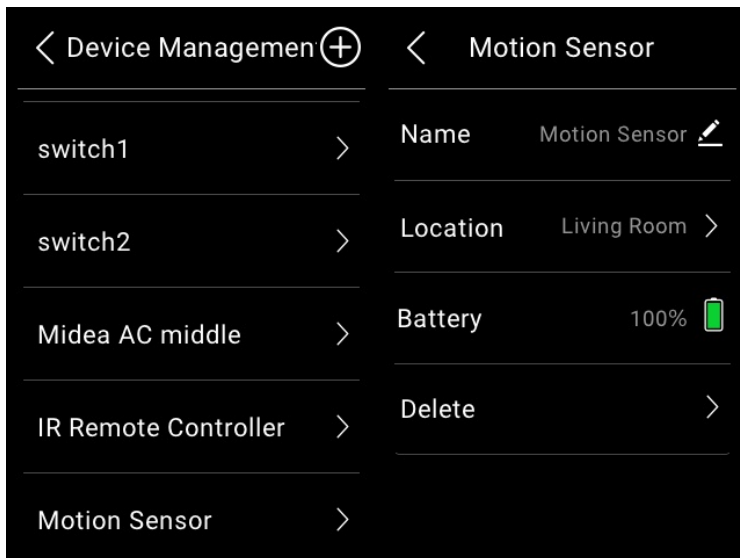 Device Managemen
switch1
switch2
Midea AC middle
IR Remote Controller
Motion Sensor
Motion Sensor
Name Motion Sensor
Location Living Room
Battery 100%
Delete